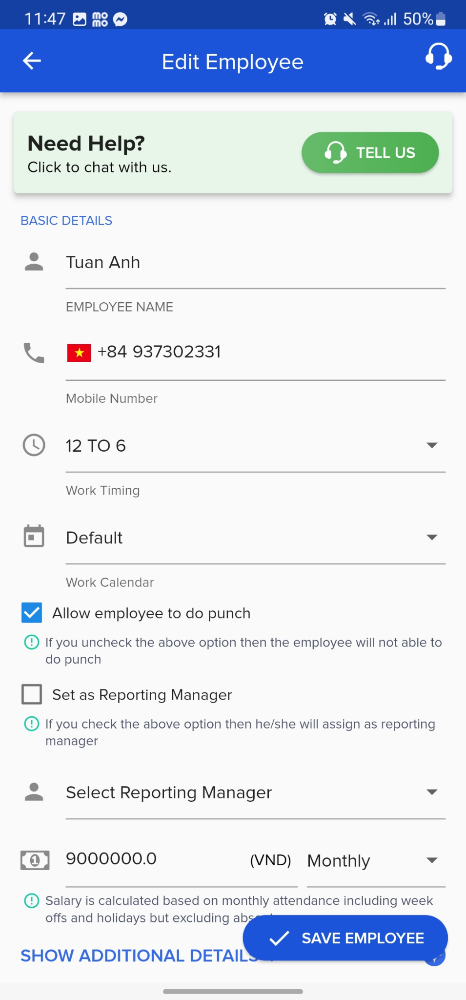 11:47
mo
mo
50%
Edit Employee
Need Help?
Click to chat with us.
TELL US
BASIC DETAILS
Tuan Anh
EMPLOYEE NAME
+84 937302331
Mobile Number
12 TO 6
Work Timing
Default
Work Calendar
Allow employee to do punch
If you uncheck the above option then the employee will not able to
do punch
Set as Reporting Manager
If you check the above option then he/she will assign as reporting
manager
Select Reporting Manager
1
9000000.0 (VND) Monthly
Salary is calculated based on monthly attendance including week
offs and holidays but excluding
SAVE EMPLOYEE
SHOW ADDITIONAL DETAILS